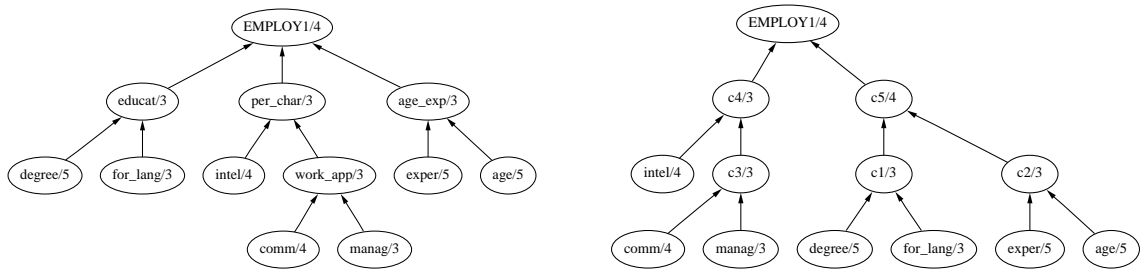 EMPLOY1/4
educat/3
per_char/3
age_exp/3
degree/5
for_lang/3
intel/4
work_app/3
exper/5
age/5
comm/4
manag/3
EMPLOY1/4
c4/3
c5/4
intel/4
c3/3
c1/3
c2/3
comm/4
manag/3
degree/5
for_lang/3
exper/5
age/5